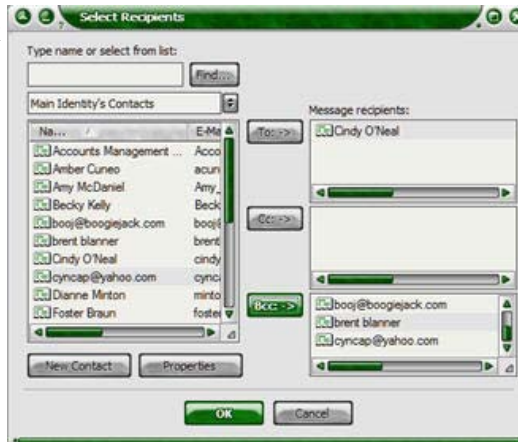 Select Recipients
Type name or select from list:
Find...
Main Identity's Contacts
Message recipients:
Na... E-Ma
To: ->
Cindy O'Neal
Accounts Management ... Acco
Amber Cuneo acun
Amy McDaniel Amy_
Becky Kelly Beck
booj@boogiejack.com booj@
brent blanner brent
Cindy O'Neal cindy
cyncap@yahoo.com cynca
Dianne Minton minto
Foster Braun foster
Cc: ->
Bcc: ->
booj@boogiejack.com
brent blanner
cyncap@yahoo.com
New Contact
Properties
OK
Cancel